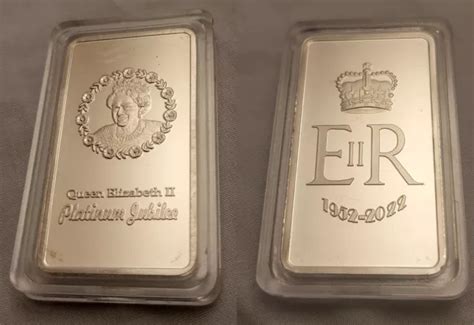 Queen Elizabeth II
Platinum Jubilee
EIIR
1952-2022